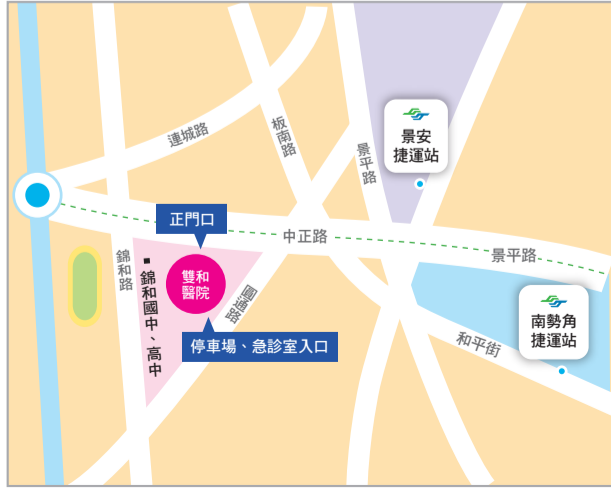 連城路
板南路
景平路
景安
捷運站
正門口
中正路
景平路
錦和路
錦和國中、高中
雙和
醫院
圓通路
停車場、急診室入口
和平街
南勢角
捷運站